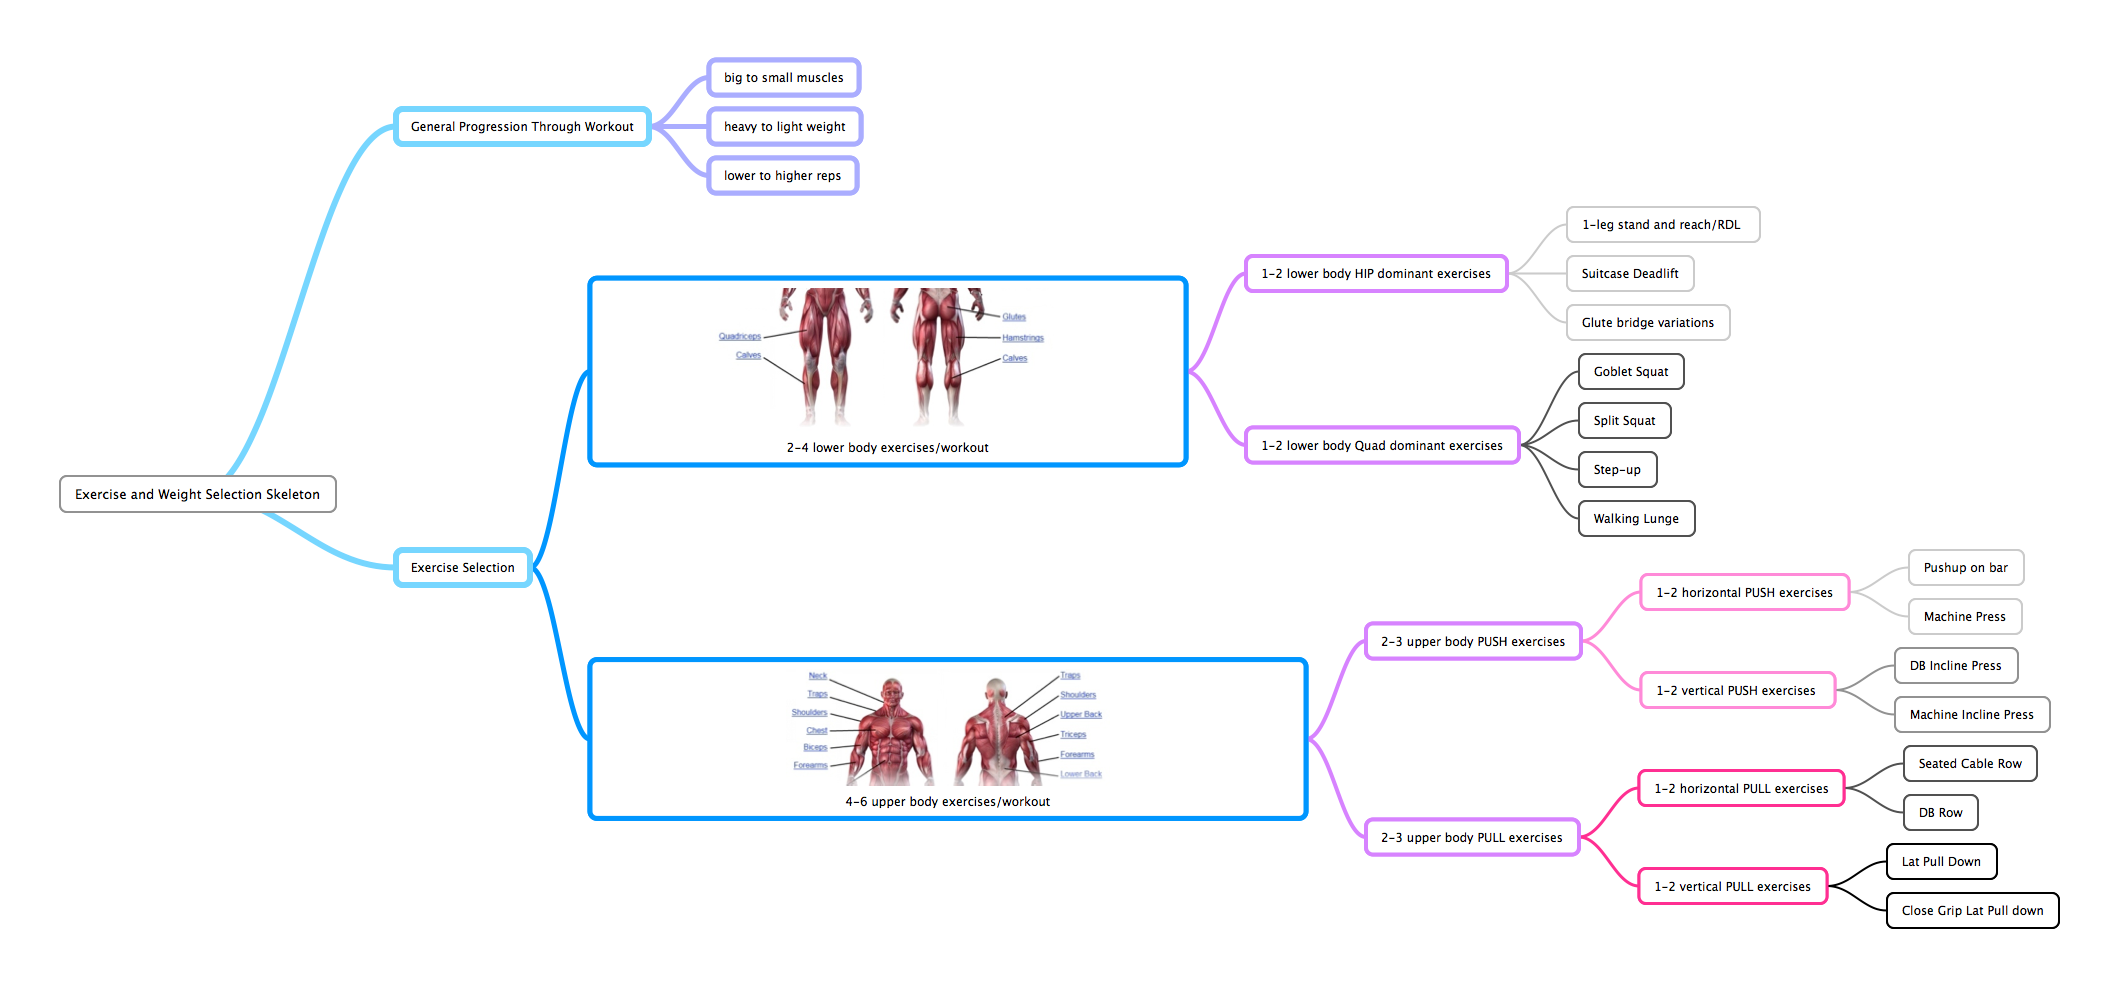 Exercise and Weight Selection Skeleton
General Progression Through Workout
big to small muscles
heavy to light weight
lower to higher reps
Exercise Selection
Quadriceps
Calves
Glutes
Hamstrings
Calves
2-4 lower body exercises/workout
1-2 lower body HIP dominant exercises
1-leg stand and reach/RDL
Suitcase Deadlift
Glute bridge variations
1-2 lower body Quad dominant exercises
Goblet Squat
Split Squat
Step-up
Walking Lunge
Neck
Traps
Shoulders
Chest
Biceps
Forearms
Traps
Shoulders
Upper Back
Triceps
Forearms
Lower Back
4-6 upper body exercises/workout
2-3 upper body PUSH exercises
1-2 horizontal PUSH exercises
Pushup on bar
Machine Press
1-2 vertical PUSH exercises
DB Incline Press
Machine Incline Press
2-3 upper body PULL exercises
1-2 horizontal PULL exercises
Seated Cable Row
DB Row
1-2 vertical PULL exercises
Lat Pull Down
Close Grip Lat Pull down